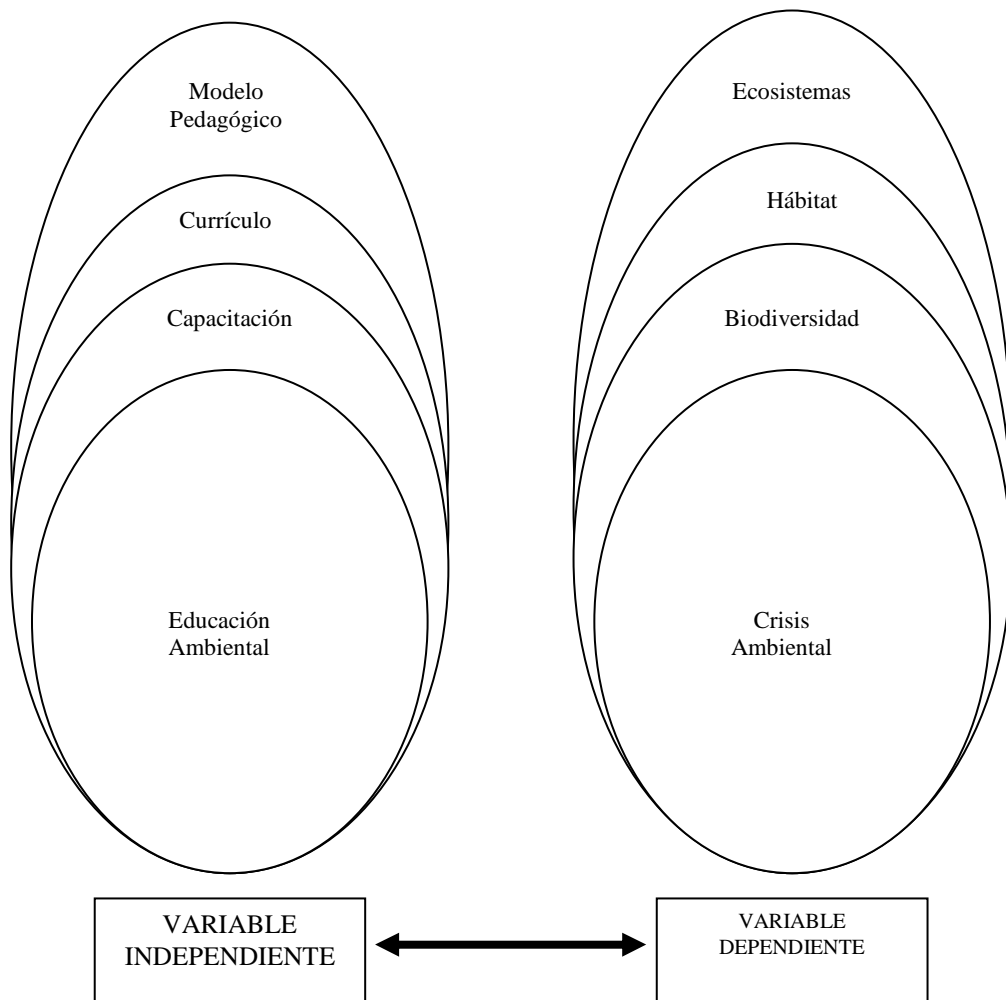 Modelo
Pedagógico
Currículo
Capacitación
Educación
Ambiental
VARIABLE
INDEPENDIENTE
Ecosistemas
Hábitat
Biodiversidad
Crisis
Ambiental
VARIABLE
DEPENDIENTE